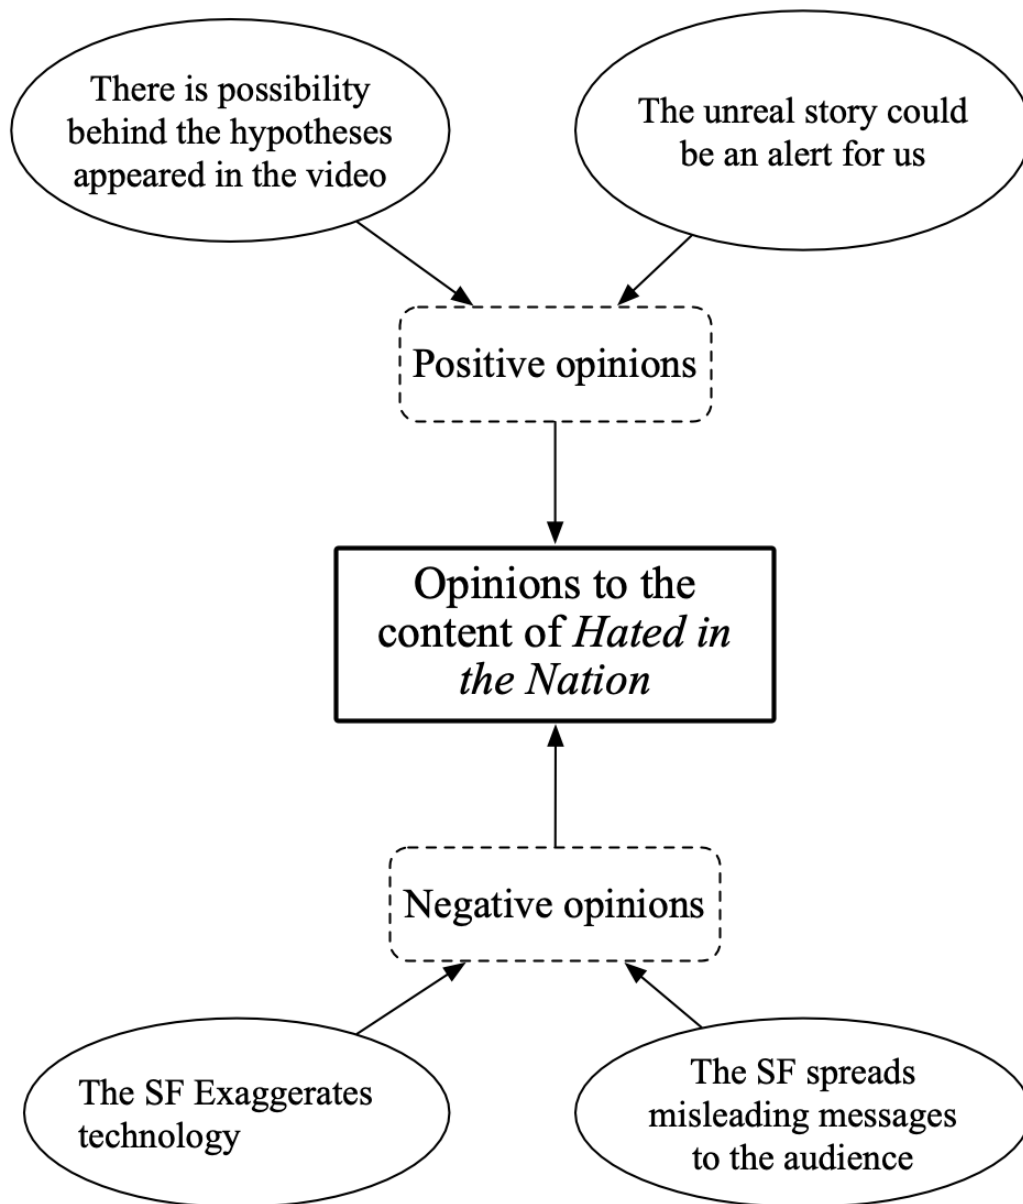 There is possibility
behind the hypotheses
appeared in the video
The unreal story could
be an alert for us
Positive opinions
Opinions to the
content of Hated in
the Nation
Negative opinions
The SF Exaggerates
technology
The SF spreads
misleading messages
to the audience